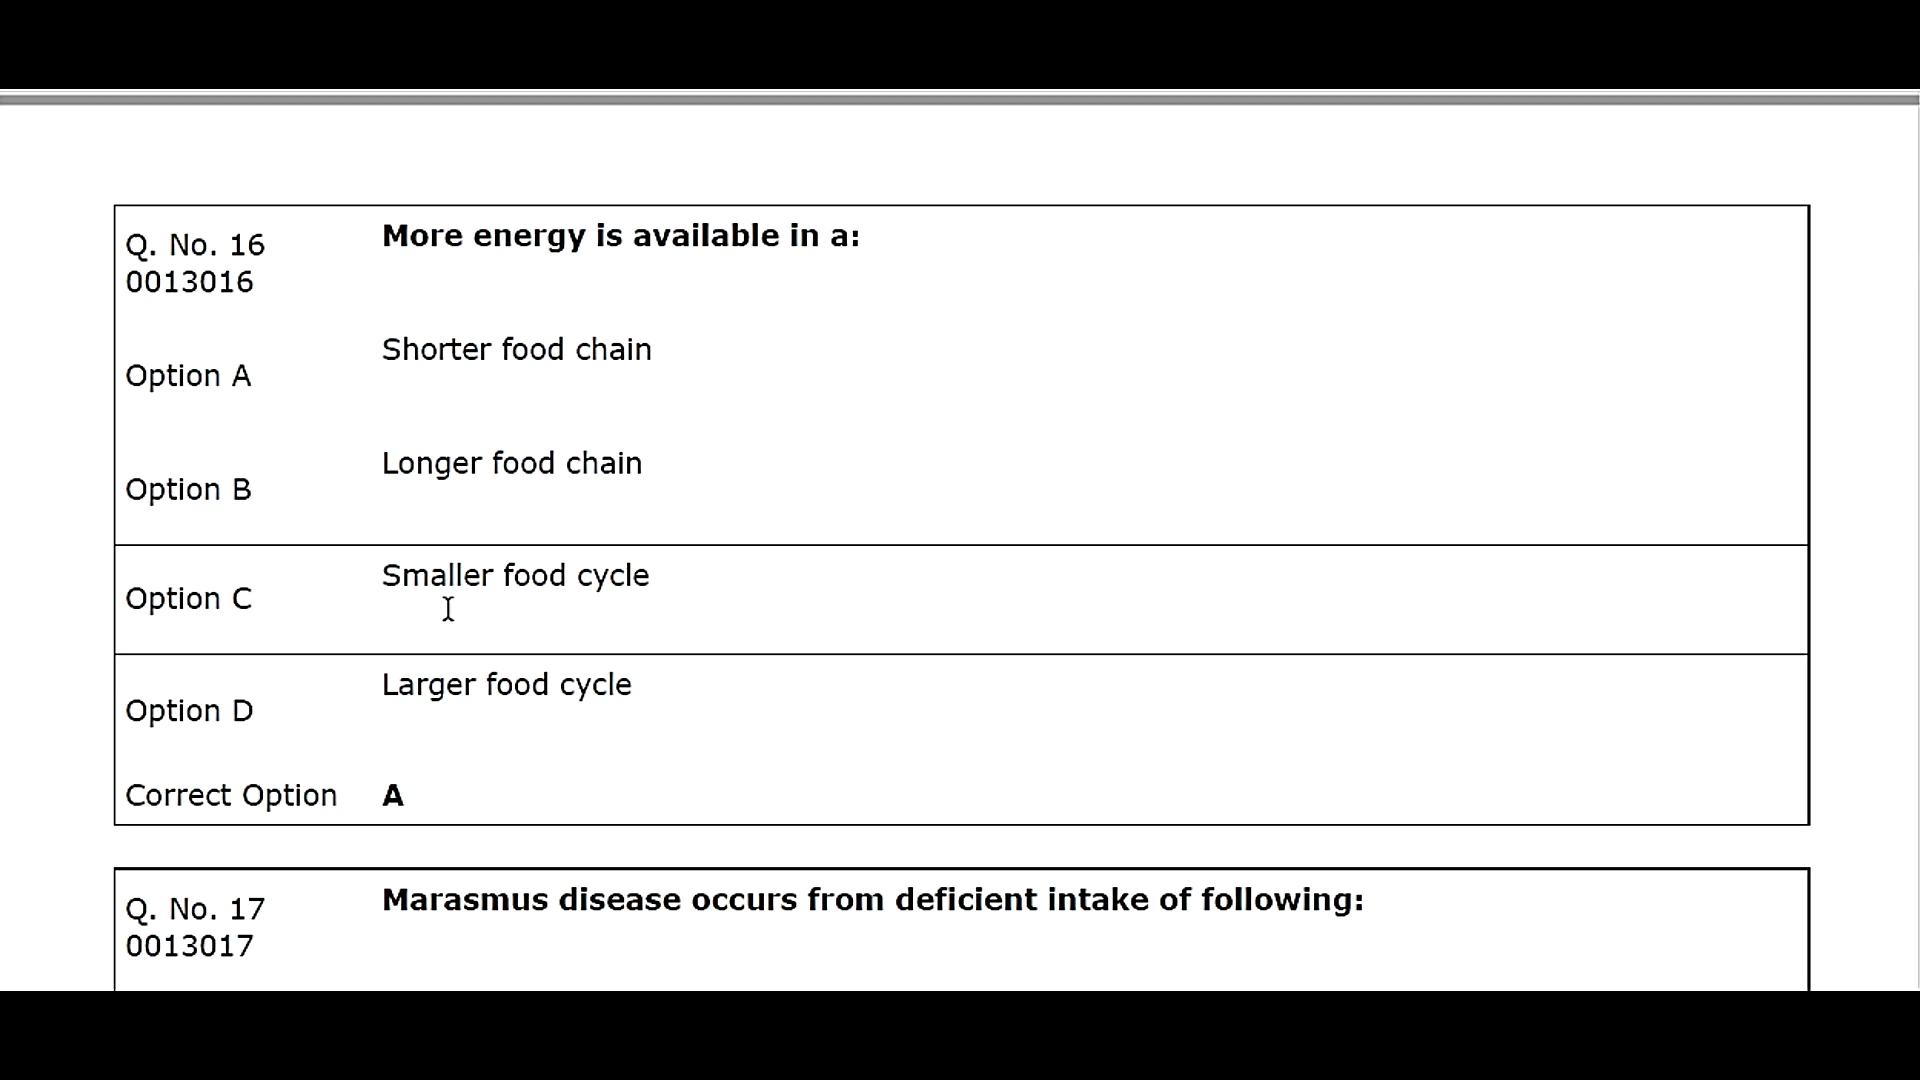 Q. No. 16
0013016
More energy is available in a:
Option A
Shorter food chain
Option B
Longer food chain
Option C
Smaller food cycle
Option D
Larger food cycle
Correct Option
A
Q. No. 17
0013017
Marasmus disease occurs from deficient intake of following: